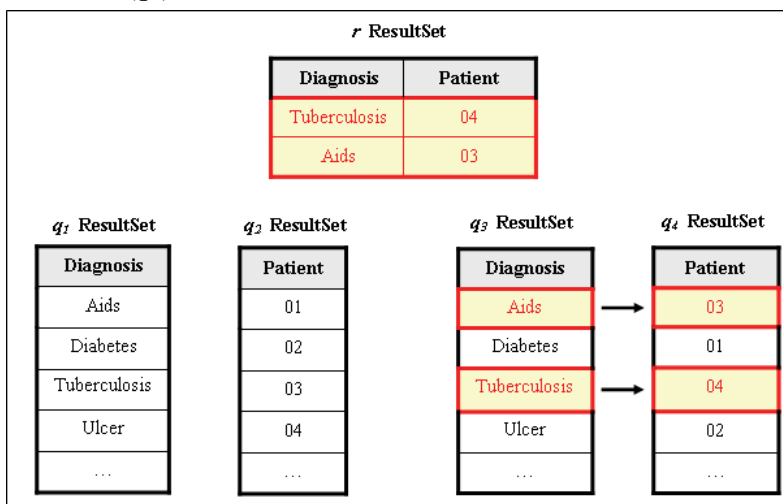 r ResultSet
Diagnosis Patient
Tuberculosis 04
Aids 03
q1 ResultSet q2 ResultSet q3 ResultSet q4 ResultSet
Diagnosis Patient Diagnosis Patient
Aids 01 Aids 03
Diabetes 02 Diabetes 01
Tuberculosis 03 Tuberculosis 04
Ulcer 04 Ulcer 02
... ... ... ...